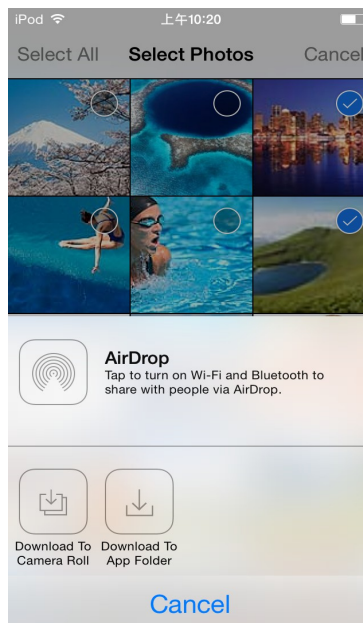 iPod 上午10:20
Select All Select Photos Cancel
AirDrop
Tap to turn on Wi-Fi and Bluetooth to
share with people via AirDrop.
Download To Download To
Camera Roll App Folder
Cancel